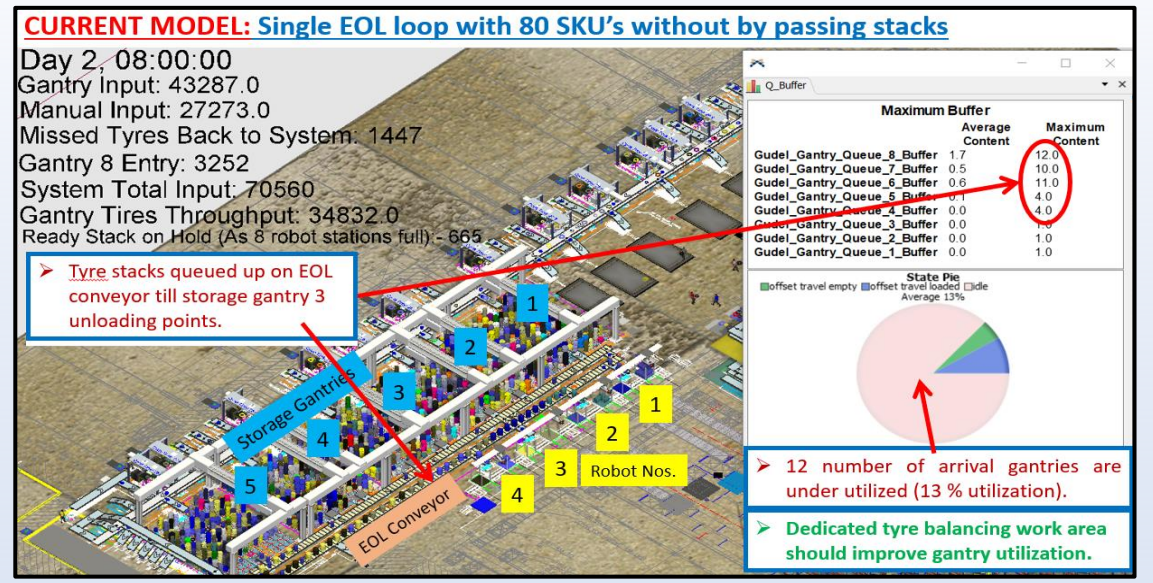 CURRENT MODEL: Single EOL loop with 80 SKU's without by passing stacks
Day 2, 08:00:00
Gantry Input: 43287.0
Manual Input: 27273.0
Missed Tyres Back to System: 1447
Gantry 8 Entry: 3252
System Total Input: 70560
Gantry Tires Throughput: 34832.0
Ready Stack on Hold (As 8 robot stations full):- 665
Tyre stacks queued up on EOL
conveyor till storage gantry 3
unloading points.
1
2
3
4
5
Storage Gantries
EOL Conveyor
1
2
3
4
Robot Nos.
Q_Buffer
Maximum Buffer
Average Content Maximum Content
Gudel_Gantry_Queue_8_Buffer 1.7 12.0
Gudel_Gantry_Queue_7_Buffer 0.5 10.0
Gudel_Gantry_Queue_6_Buffer 0.6 11.0
Gudel_Gantry_Queue_5_Buffer 0.1 4.0
Gudel_Gantry_Queue_4_Buffer 0.0 4.0
Gudel_Gantry_Queue_3_Buffer 0.0
Gudel_Gantry_Queue_2_Buffer 0.0 1.0
Gudel_Gantry_Queue_1_Buffer 0.0 1.0
State Pie
offset travel empty offset travel loaded idle
Average 13%
12 number of arrival gantries are
under utilized (13 % utilization).
Dedicated tyre balancing work area
should improve gantry utilization.